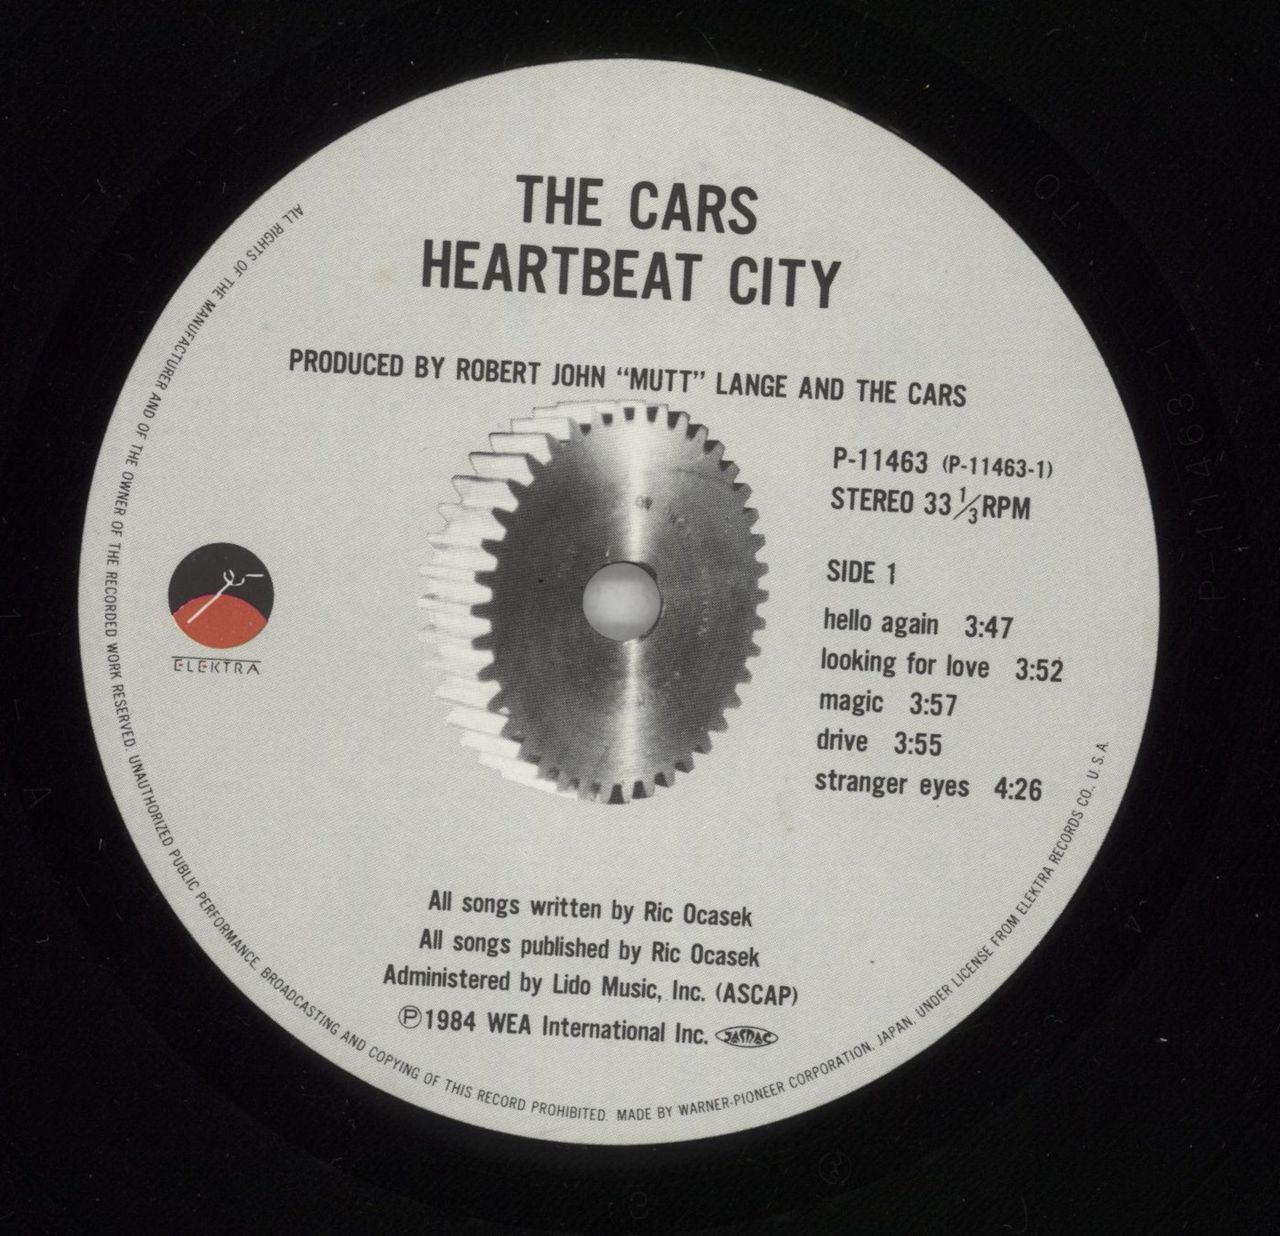 THE CARS
HEARTBEAT CITY
PRODUCED BY ROBERT JOHN “MUTT” LANGE AND THE CARS
P-11463 (P-11463-1)
STEREO 33 1/3 RPM
SIDE 1
hello again 3:47
looking for love 3:52
magic 3:57
drive 3:55
stranger eyes 4:26
ELEKTRA
All songs written by Ric Ocasek
All songs published by Ric Ocasek
Administered by Lido Music, Inc. (ASCAP)
Ⓟ1984 WEA International Inc. JASRAC
ALL RIGHTS OF THE MANUFACTURER AND OF THE OWNER OF THE RECORDED WORK RESERVED. UNAUTHORIZED PUBLIC PERFORMANCE, BROADCASTING AND COPYING OF THIS RECORD PROHIBITED. MADE BY WARNER-PIONEER CORPORATION, JAPAN, UNDER LICENSE FROM ELEKTRA RECORDS CO., U.S.A.
P-11463-1